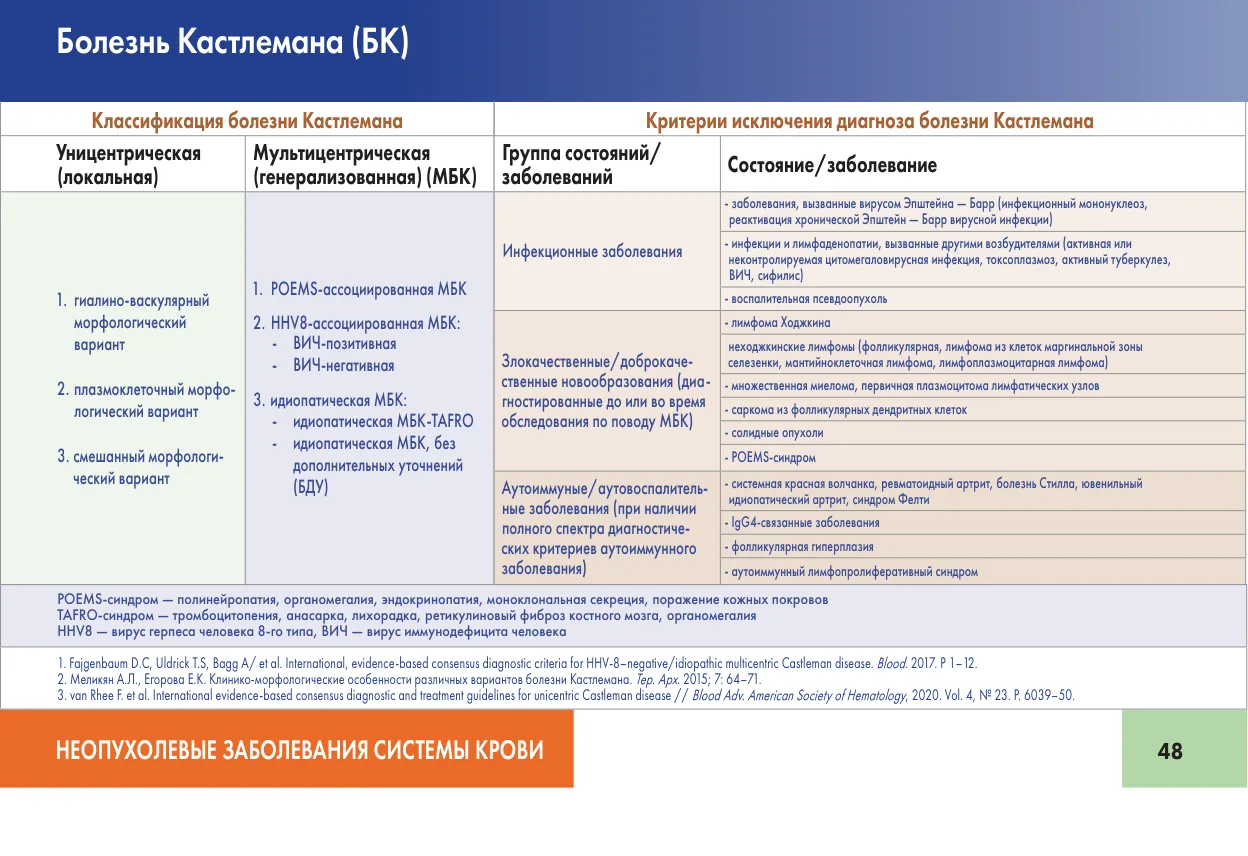 Болезнь Кастлемана (БК)
Классификация болезни Кастлемана
Критерии исключения диагноза болезни Кастлемана
Уницентрическая
(локальная)
Мультицентрическая
(генерализованная) (МБК)
Группа состояний/
заболеваний
Состояние/заболевание
1. гиалино-васкулярный
морфологический
вариант
2. плазмоклеточный морфо-
логический вариант
3. смешанный морфологи-
ческий вариант
1. POEMS-ассоциированная МБК
2. HHV8-ассоциированная МБК:
- ВИЧ-позитивная
- ВИЧ-негативная
3. идиопатическая МБК:
- идиопатическая МБК-TAFRO
- идиопатическая МБК, без
дополнительных уточнений
(БДУ)
Инфекционные заболевания
- заболевания, вызванные вирусом Эпштейна — Барр (инфекционный мононуклеоз,
реактивация хронической Эпштейн — Барр вирусной инфекции)
- инфекции и лимфаденопатии, вызванные другими возбудителями (активная или
неконтролируемая цитомегаловирусная инфекция, токсоплазмоз, активный туберкулез,
ВИЧ, сифилис)
- воспалительная псевдоопухоль
Злокачественные/доброкаче-
ственные новообразования (диа-
гностированные до или во время
обследования по поводу МБК)
- лимфома Ходжкина
неходжкинские лимфомы (фолликулярная, лимфома из клеток маргинальной зоны
селезенки, мантийноклеточная лимфома, лимфоплазмоцитарная лимфома)
- множественная миелома, первичная плазмоцитома лимфатических узлов
- саркома из фолликулярных дендритных клеток
- солидные опухоли
- POEMS-синдром
Аутоиммуные/аутовоспалитель-
ные заболевания (при наличии
полного спектра диагностиче-
ских критериев аутоиммунного
заболевания)
- системная красная волчанка, ревматоидный артрит, болезнь Стилла, ювенильный
идиопатический артрит, синдром Фелти
- IgG4-связанные заболевания
- фолликулярная гиперплазия
- аутоиммунный лимфопролиферативный синдром
POEMS-синдром — полинейропатия, органомегалия, эндокринопатия, моноклональная секреция, поражение кожных покровов
TAFRO-синдром — тромбоцитопения, анасарка, лихорадка, ретикулиновый фиброз костного мозга, органомегалия
HHV8 — вирус герпеса человека 8-го типа, ВИЧ — вирус иммунодефицита человека
1. Fajgenbaum D.C, Uldrick T.S, Bagg A/ et al. International, evidence-based consensus diagnostic criteria for HHV-8–negative/idiopathic multicentric Castleman disease. Blood. 2017. P 1–12.
2. Меликян А.Л., Егорова Е.К. Клинико-морфологические особенности различных вариантов болезни Кастлемана. Тер. Арх. 2015; 7: 64–71.
3. van Rhee F. et al. International evidence-based consensus diagnostic and treatment guidelines for unicentric Castleman disease // Blood Adv. American Society of Hematology, 2020. Vol. 4, № 23. P. 6039–50.
НЕОПУХОЛЕВЫЕ ЗАБОЛЕВАНИЯ СИСТЕМЫ КРОВИ
48